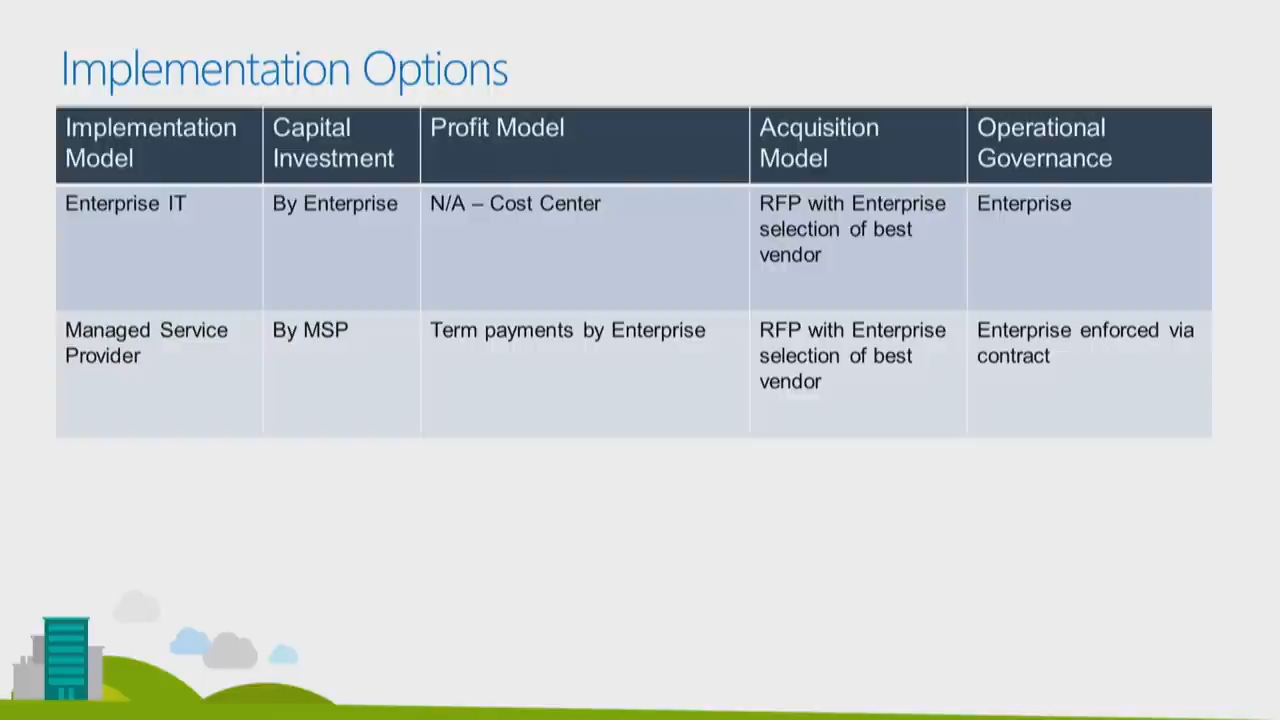 Implementation Options
Implementation
Model
Capital
Investment
Profit Model
Acquisition
Model
Operational
Governance
Enterprise IT
By Enterprise
N/A – Cost Center
RFP with Enterprise
selection of best
vendor
Enterprise
Managed Service
Provider
By MSP
Term payments by Enterprise
RFP with Enterprise
selection of best
vendor
Enterprise enforced via
contract